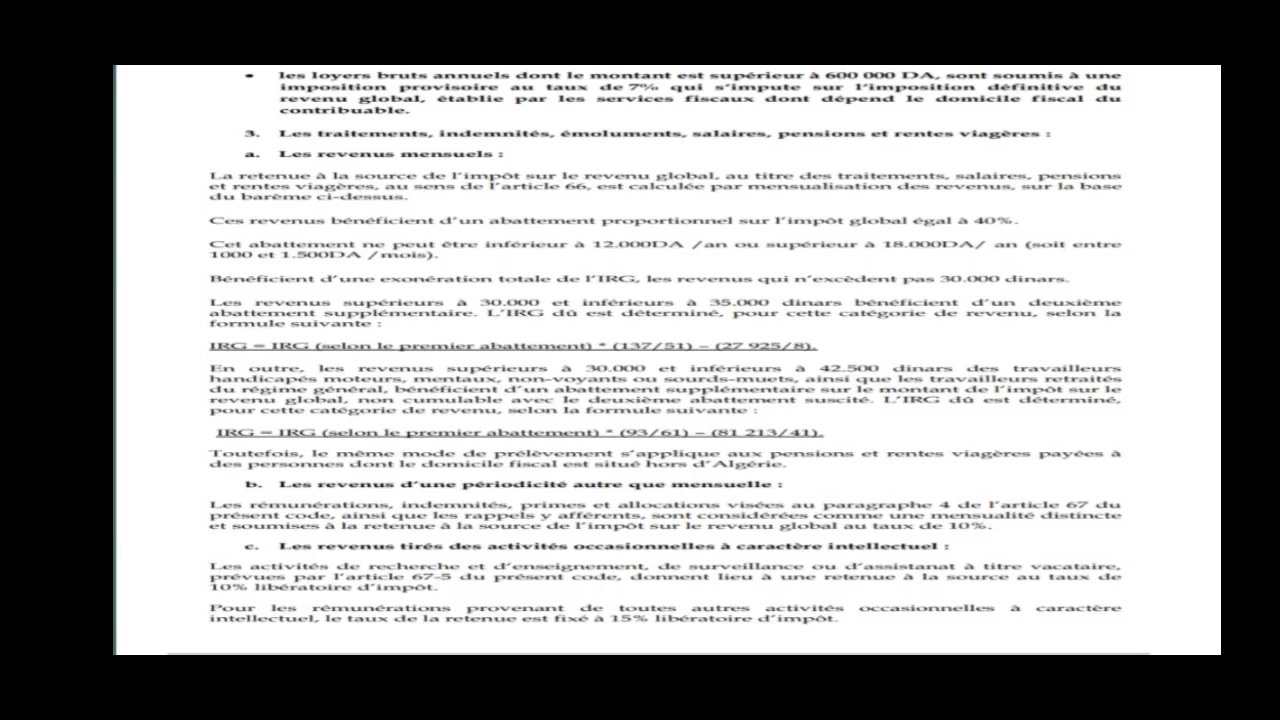 • les loyers bruts annuels dont le montant est supérieur à 600 000 DA, sont soumis à une
imposition provisoire au taux de 7% qui s'impute sur l'imposition définitive du
revenu global, établie par les services fiscaux dont dépend le domicile fiscal du
contribuable.
3. Les traitements, indemnités, émoluments, salaires, pensions et rentes viagères :
a. Les revenus mensuels :
La retenue à la source de l'impôt sur le revenu global, au titre des traitements, salaires, pensions
et rentes viagères, au sens de l'article 66, est calculée par mensualisation des revenus, sur la base
du barème ci-dessus.
Ces revenus bénéficient d'un abattement proportionnel sur l'impôt global égal à 40%.
Cet abattement ne peut être inférieur à 12.000DA /an ou supérieur à 18.000DA/ an (soit entre
1000 et 1.500DA /mois).
Bénéficient d'une exonération totale de l'IRG, les revenus qui n'excèdent pas 30.000 dinars.
Les revenus supérieurs à 30.000 et inférieurs à 35.000 dinars bénéficient d'un deuxième
abattement supplémentaire. L'IRG dû est déterminé, pour cette catégorie de revenu, selon la
formule suivante :
IRG = IRG (selon le premier abattement) * (137/51) – (27 925/8).
En outre, les revenus supérieurs à 30.000 et inférieurs à 42.500 dinars des travailleurs
handicapés moteurs, mentaux, non-voyants ou sourds-muets, ainsi que les travailleurs retraités
du régime général, bénéficient d'un abattement supplémentaire sur le montant de l'impôt sur le
revenu global, non cumulable avec le deuxième abattement suscité. L'IRG dû est déterminé,
pour cette catégorie de revenu, selon la formule suivante :
IRG = IRG (selon le premier abattement) * (93/61) – (81 213/41).
Toutefois, le même mode de prélèvement s'applique aux pensions et rentes viagères payées à
des personnes dont le domicile fiscal est situé hors d'Algérie.
b. Les revenus d'une périodicité autre que mensuelle :
Les rémunérations, indemnités, primes et allocations visées au paragraphe 4 de l'article 67 du
présent code, ainsi que les rappels y afférents, sont considérées comme une mensualité distincte
et soumises à la retenue à la source de l'impôt sur le revenu global au taux de 10%.
c. Les revenus tirés des activités occasionnelles à caractère intellectuel :
Les activités de recherche et d'enseignement, de surveillance ou d'assistanat à titre vacataire,
prévues par l'article 67-5 du présent code, donnent lieu à une retenue à la source au taux de
10% libératoire d'impôt.
Pour les rémunérations provenant de toutes autres activités occasionnelles à caractère
intellectuel, le taux de la retenue est fixé à 15% libératoire d'impôt.